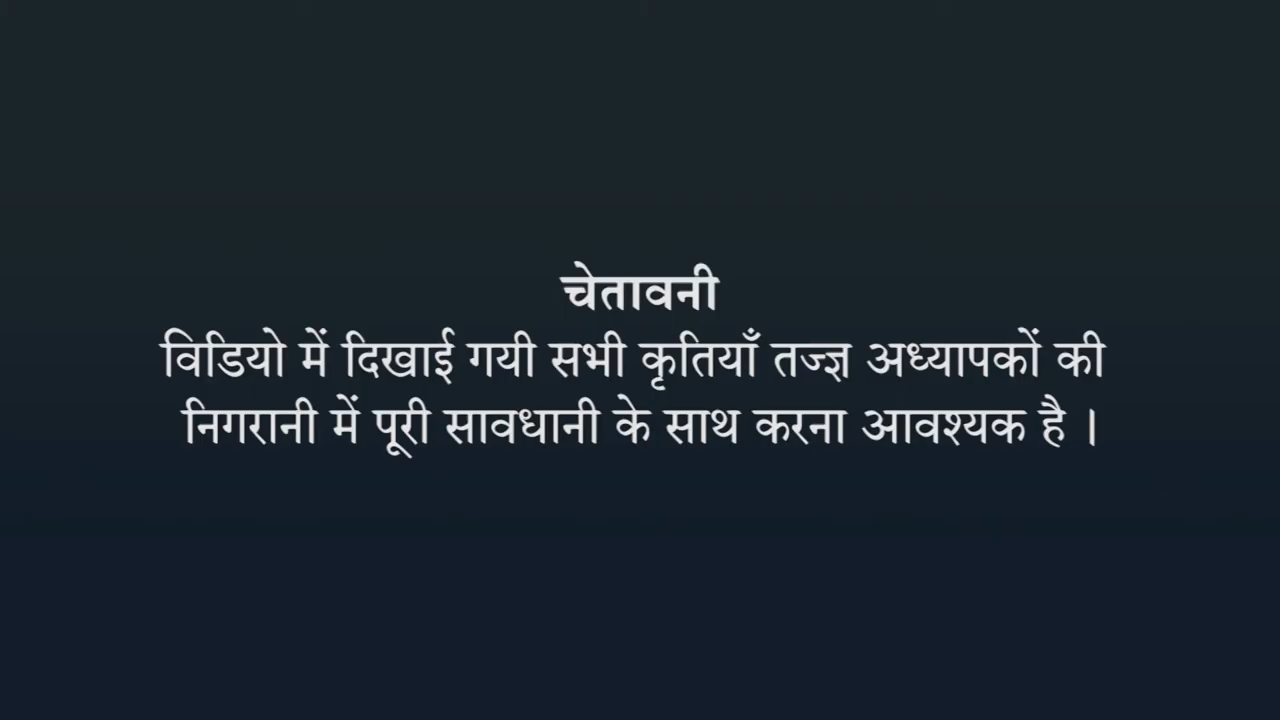 चेतावनी
विडियो में दिखाई गयी सभी कृतियाँ तज्ज्ञ अध्यापकों की
निगरानी में पूरी सावधानी के साथ करना आवश्यक है ।